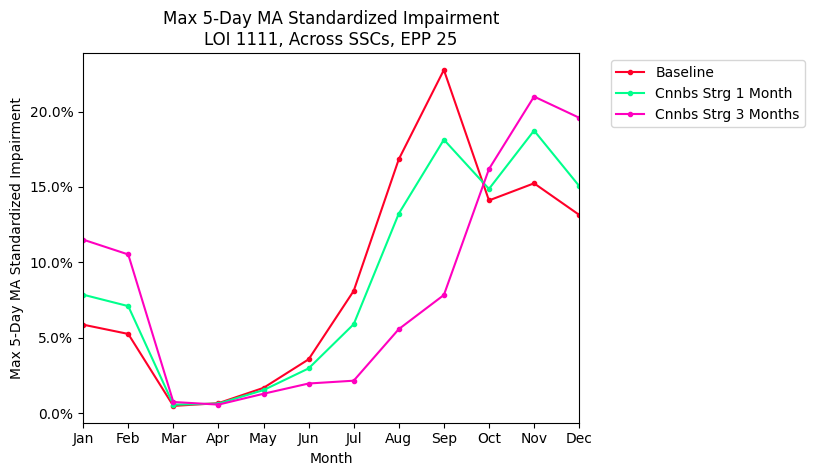 Max 5-Day MA Standardized Impairment
LOI 1111, Across SSCs, EPP 25
Baseline
Cnnbs Strg 1 Month
Cnnbs Strg 3 Months
Max 5-Day MA Standardized Impairment
20.0%
15.0%
10.0%
5.0%
0.0%
Jan Feb Mar Apr May Jun Jul Aug Sep Oct Nov Dec
Month